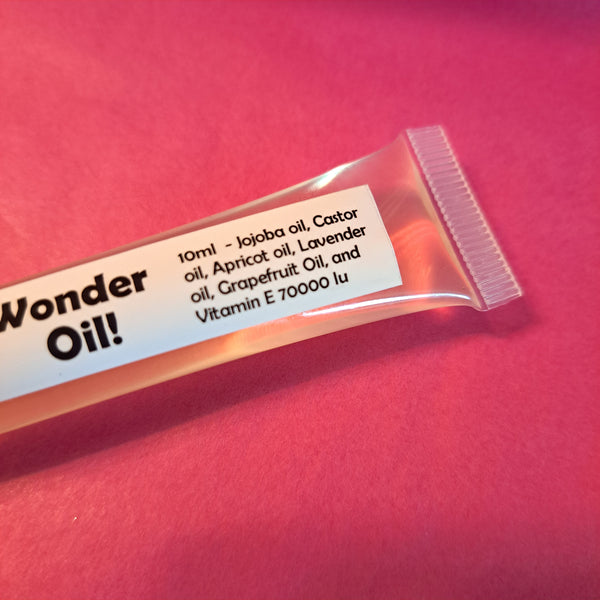 Wonder
Oil!
10ml - Jojoba oil, Castor
oil, Apricot oil, Lavender
oil, Grapefruit Oil, and
Vitamin E 70000 Iu